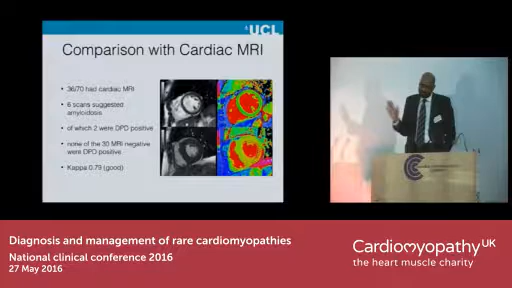 UCL
Comparison with Cardiac MRI
• 36/70 had cardiac MRI
• 6 scans suggested
amyloidosis
• of which 2 were DPD positive
• none of the 30 MRI negative
were DPD positive
• Kappa 0.79 (good)
Diagnosis and management of rare cardiomyopathies
National clinical conference 2016
27 May 2016
Cardiomyopathy UK
the heart muscle charity